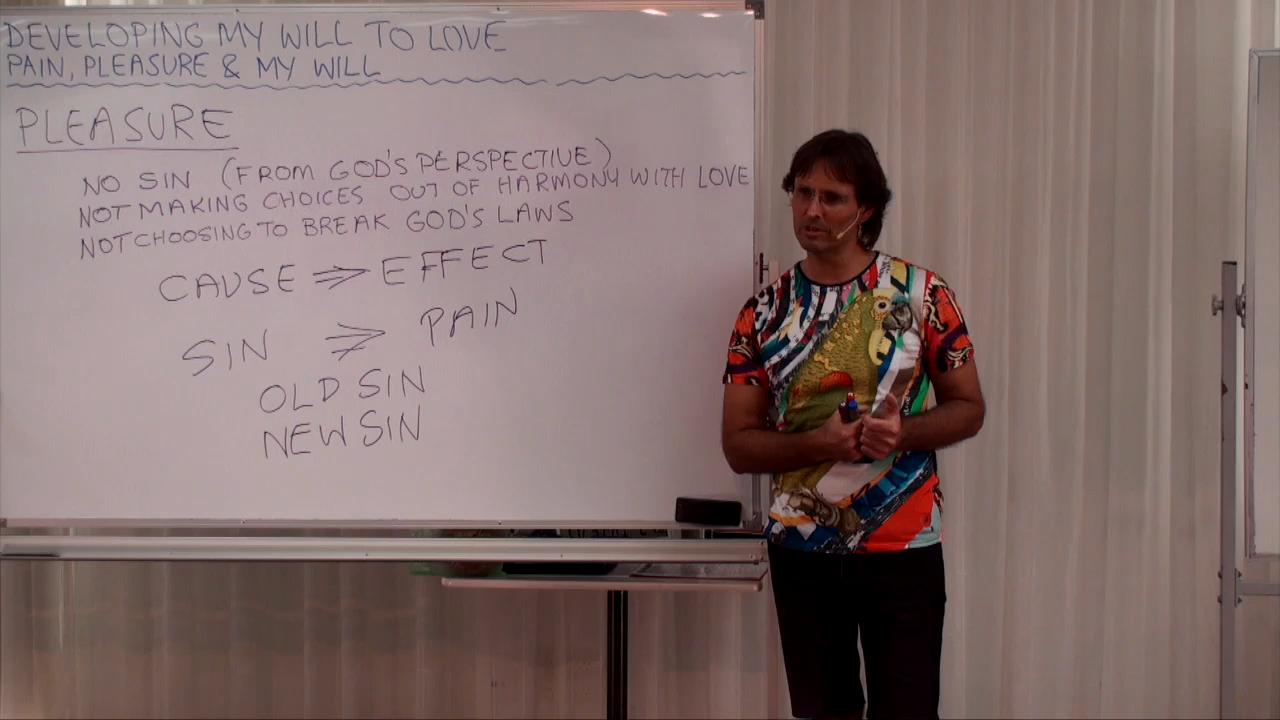 DEVELOPING MY WILL TO LOVE
PAIN, PLEASURE & MY WILL
PLEASURE
NO SIN (FROM GOD'S PERSPECTIVE)
NOT MAKING CHOICES OUT OF HARMONY WITH LOVE
NOT CHOOSING TO BREAK GOD'S LAWS
CAUSE ⇒ EFFECT
SIN ⇒ PAIN
OLD SIN
NEW SIN